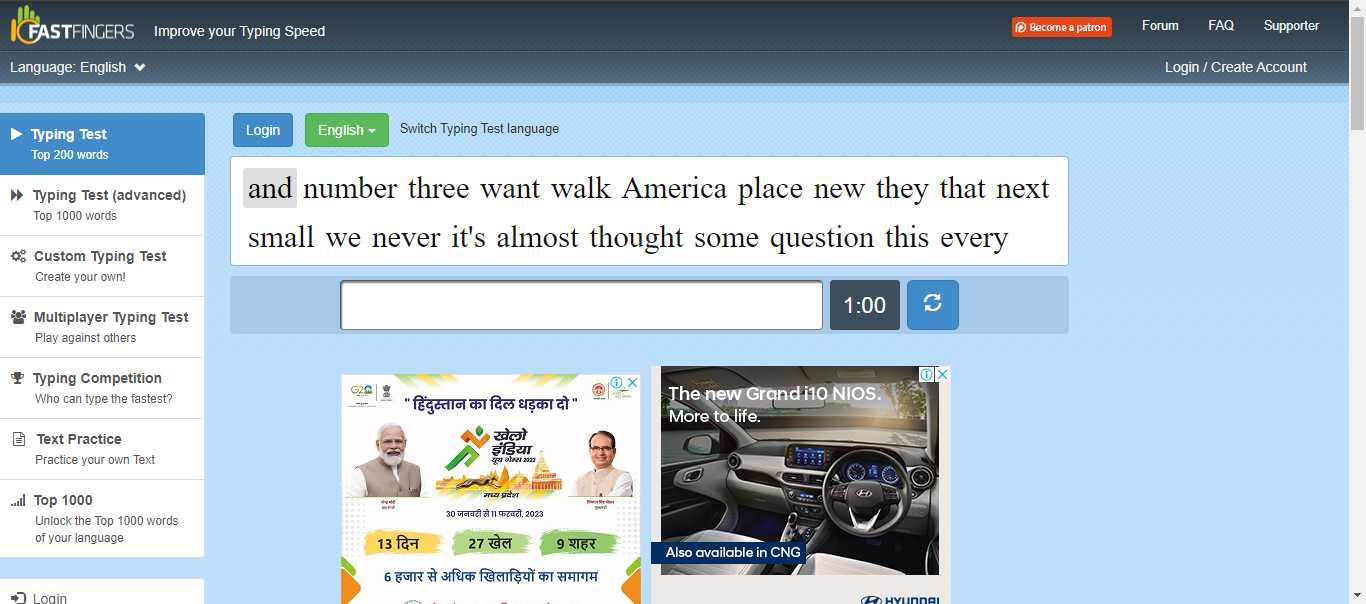 FASTFINGERS
Improve your Typing Speed
Become a patron
Forum
FAQ
Supporter
Language: English
Login / Create Account
Typing Test
Top 200 words
Typing Test (advanced)
Top 1000 words
Custom Typing Test
Create your own!
Multiplayer Typing Test
Play against others
Typing Competition
Who can type the fastest?
Text Practice
Practice your own Text
Top 1000
Unlock the Top 1000 words
of your language
Login
Login
English
Switch Typing Test language
and number three want walk America place new they that next
small we never it's almost thought some question this every
1:00
G20
" हिंदुस्तान का दिल धड़का दो "
खेलो
इंडिया
यूथ गेम्स 2022
मध्य प्रदेश
30 जनवरी से 11 फरवरी, 2023
13 दिन
27 खेल
9 शहर
6 हजार से अधिक खिलाड़ियों का समागम
The new Grand i10 NIOS.
More to life.
Also available in CNG
HYUNDAI